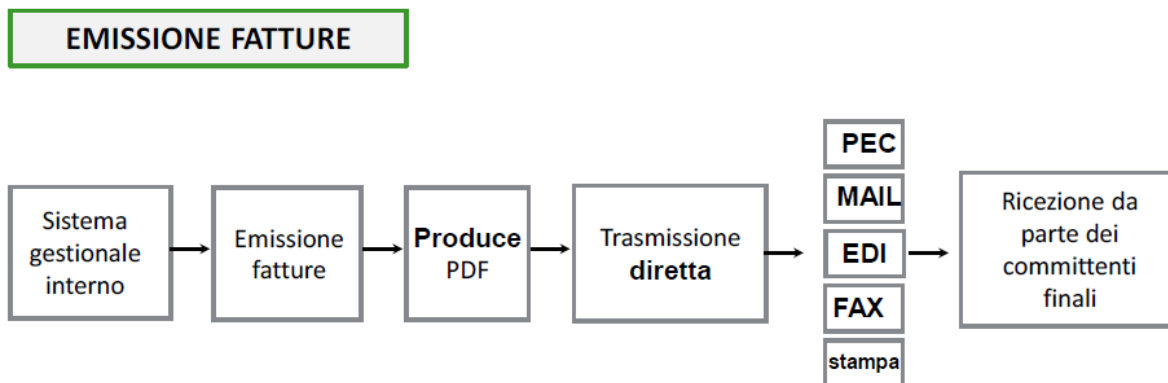 EMISSIONE FATTURE
Sistema
gestionale
interno
Emissione
fatture
Produce
PDF
Trasmissione
diretta
PEC
MAIL
EDI
FAX
stampa
Ricezione da
parte dei
committenti
finali